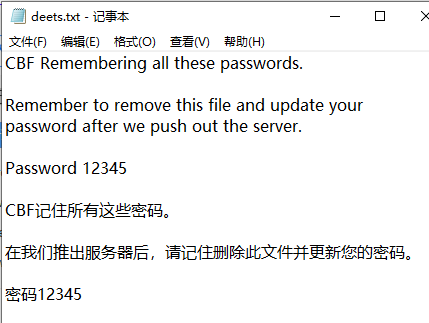 deets.txt - 记事本
文件(F) 编辑(E) 格式(O) 查看(V) 帮助(H)
CBF Remembering all these passwords.
Remember to remove this file and update your
password after we push out the server.
Password 12345
CBF记住所有这些密码。
在我们推出服务器后，请记住删除此文件并更新您的密码。
密码12345